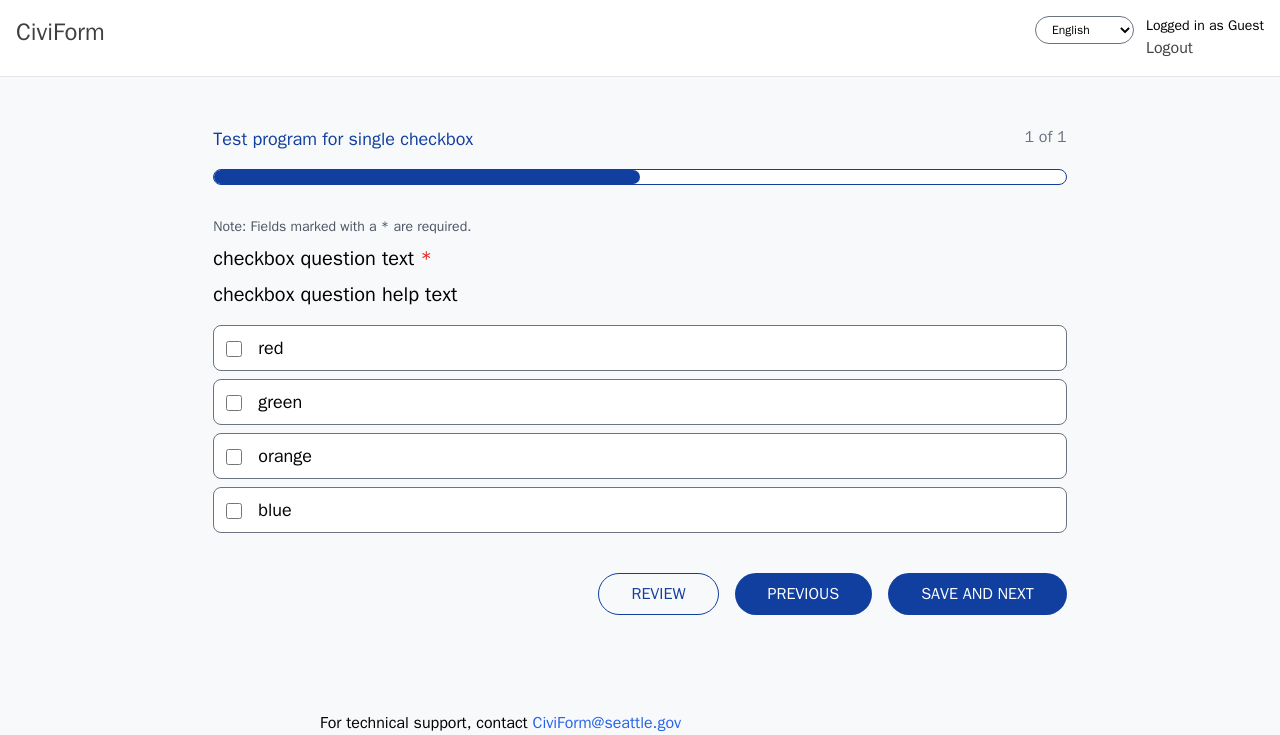 CiviForm
English
Logged in as Guest
Logout
Test program for single checkbox
1 of 1
Note: Fields marked with a * are required.
checkbox question text *
checkbox question help text
red
green
orange
blue
REVIEW
PREVIOUS
SAVE AND NEXT
For technical support, contact CiviForm@seattle.gov